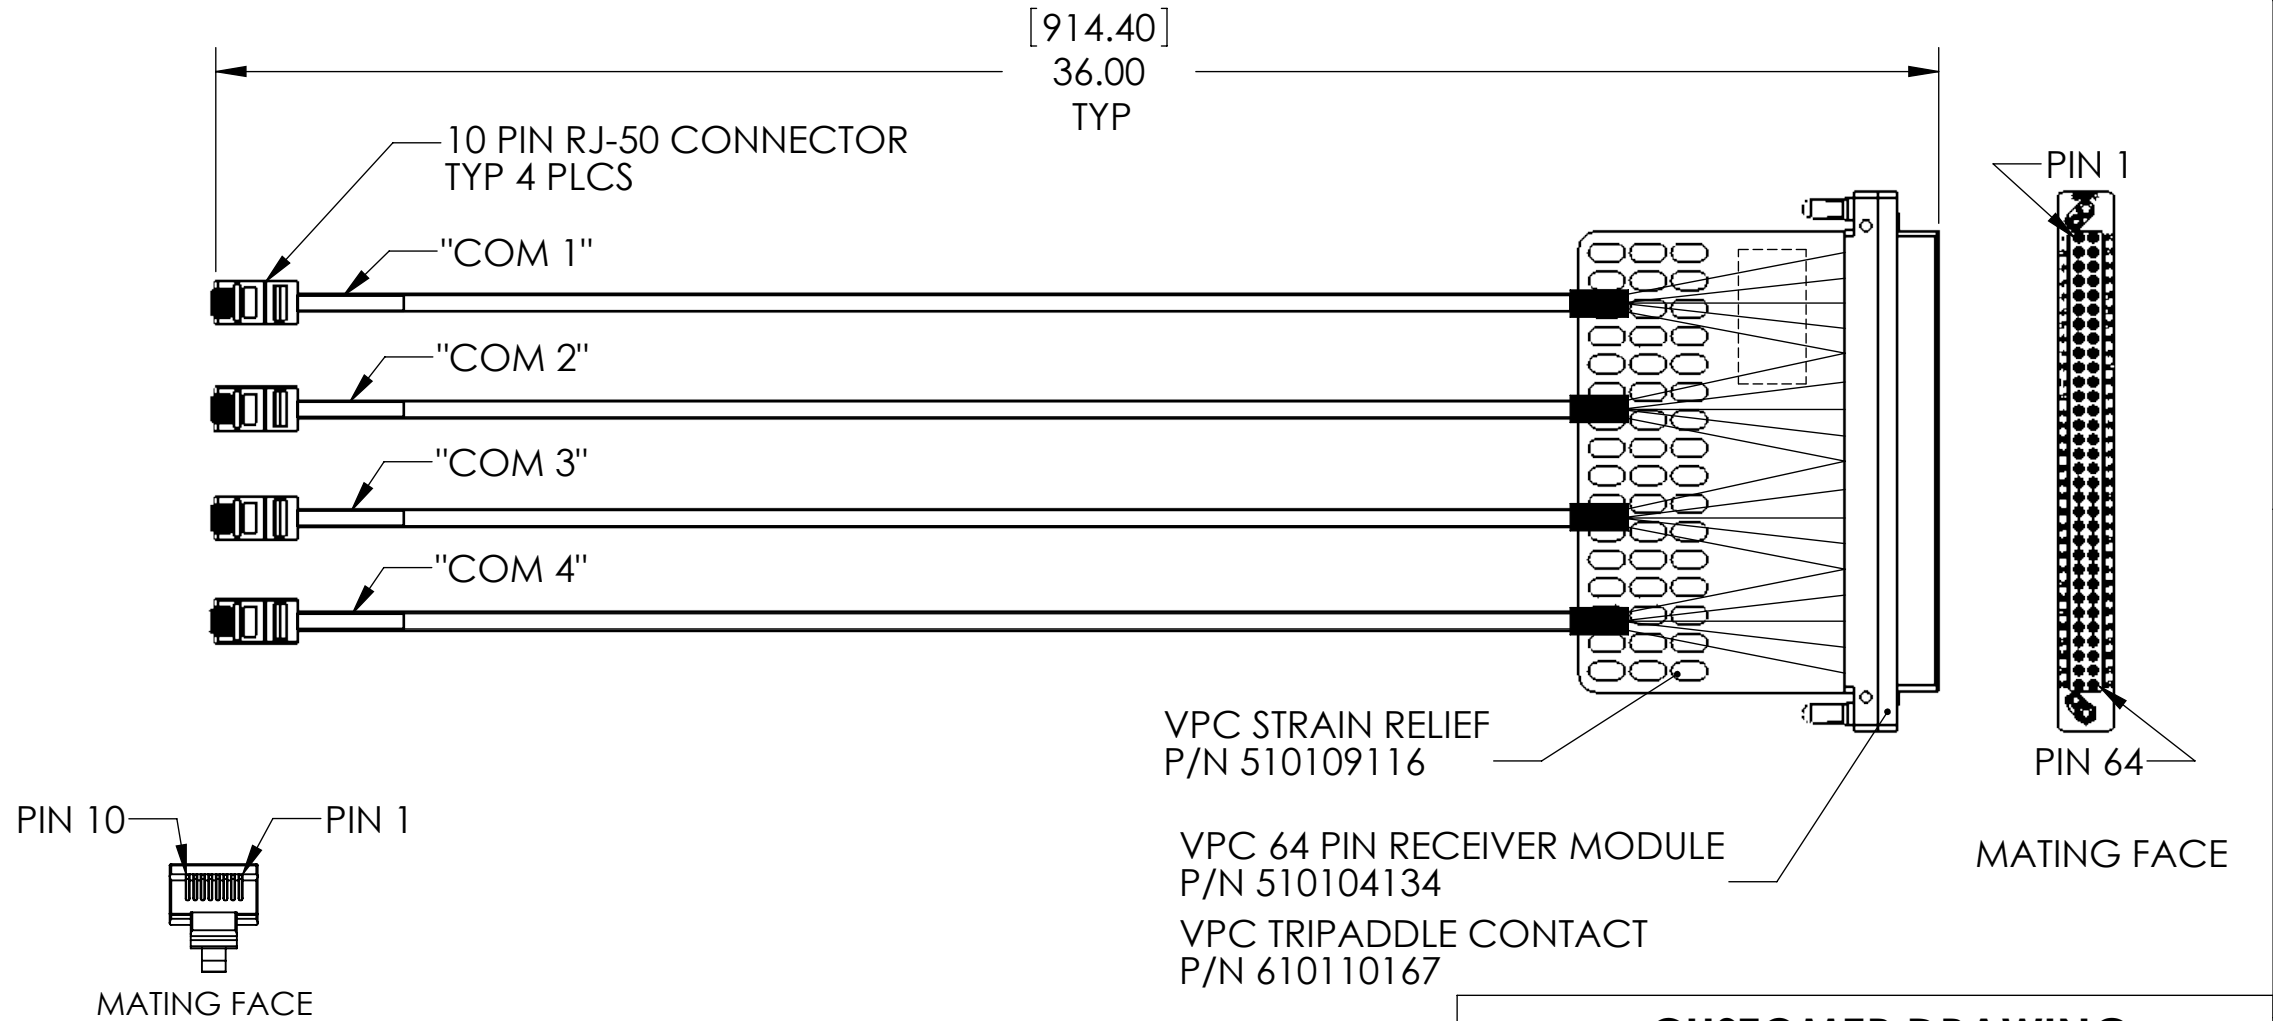 [914.40]
36.00
TYP
10 PIN RJ-50 CONNECTOR
TYP 4 PLCS
PIN 1
"COM 1"
"COM 2"
"COM 3"
"COM 4"
VPC STRAIN RELIEF
P/N 510109116
PIN 64
PIN 10
PIN 1
VPC 64 PIN RECEIVER MODULE
P/N 510104134
MATING FACE
VPC TRIPADDLE CONTACT
P/N 610110167
MATING FACE
CUSTOMER DRAWING